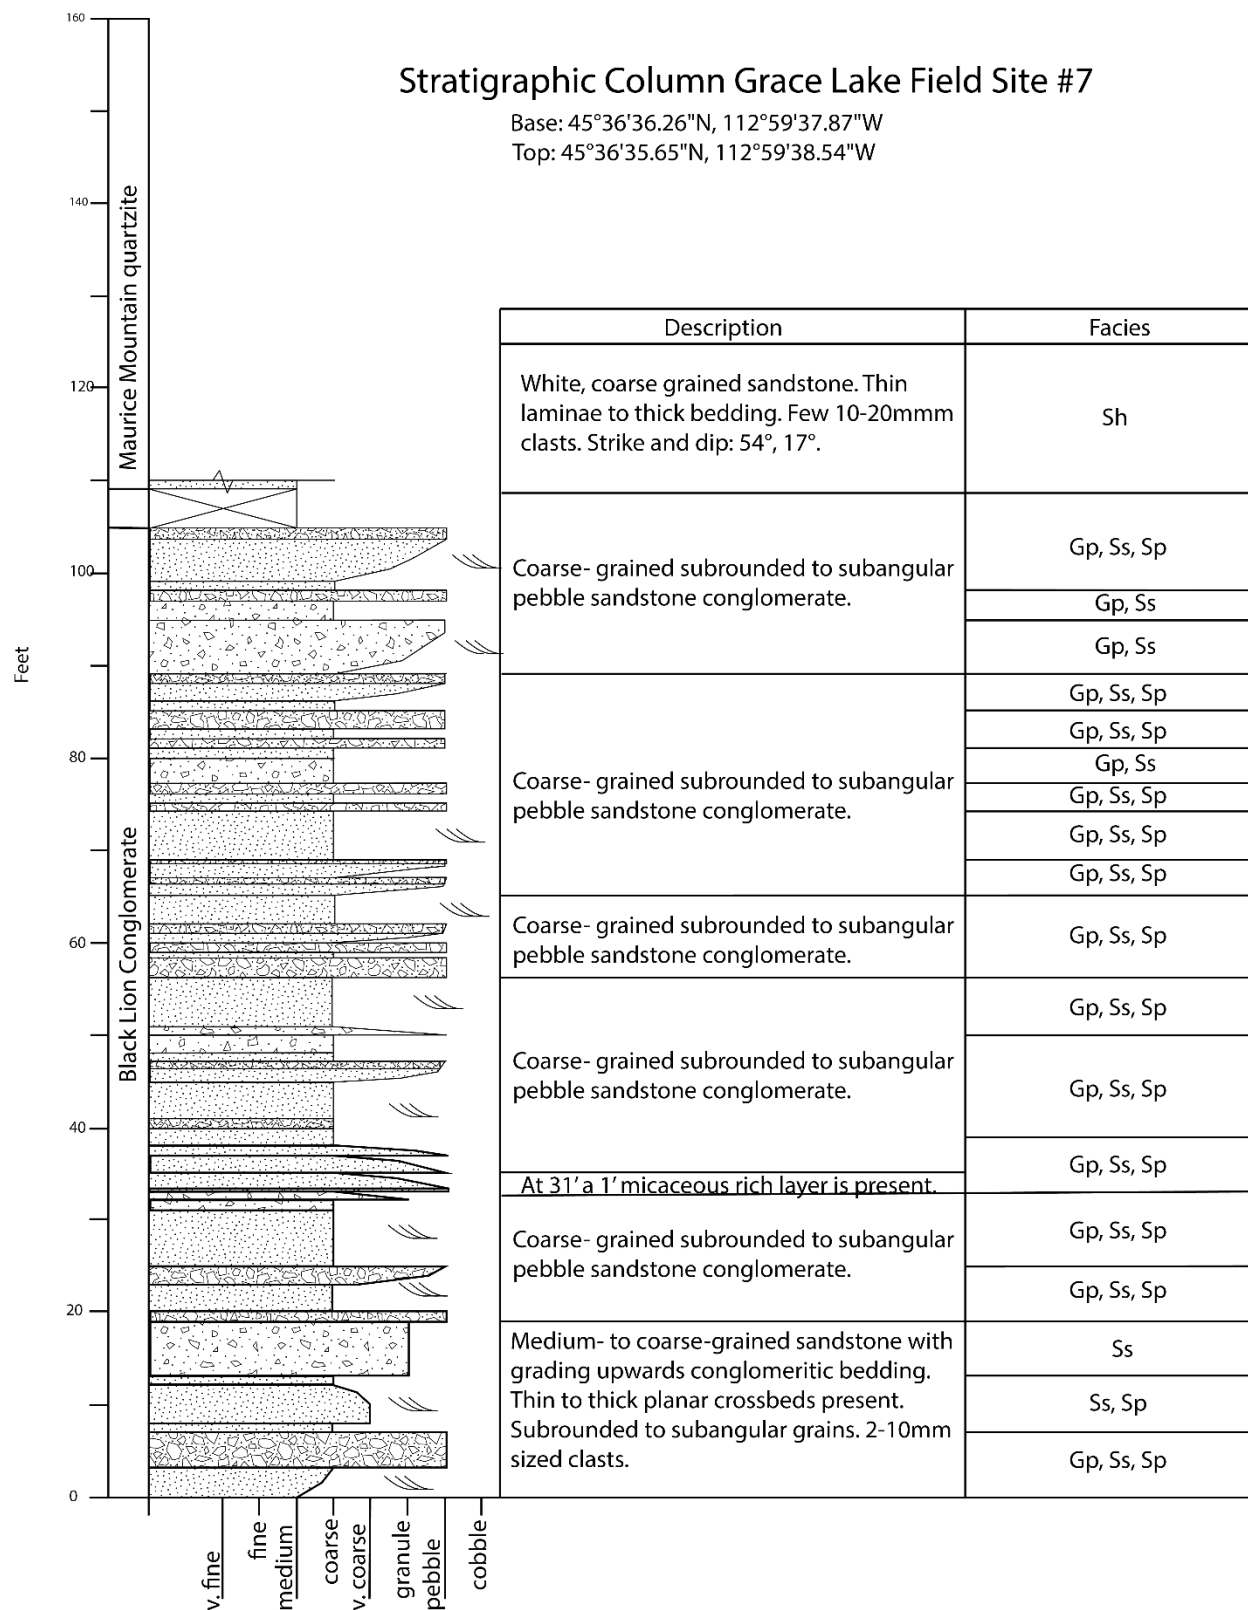 Stratigraphic Column Grace Lake Field Site #7
Base: 45°36'36.26"N, 112°59'37.87"W
Top: 45°36'35.65"N, 112°59'38.54"W
Feet
160
140
120
100
80
60
40
20
0
Maurice Mountain quartzite
Black Lion Conglomerate
Description
Facies
White, coarse grained sandstone. Thin
laminae to thick bedding. Few 10-20mmm
clasts. Strike and dip: 54°, 17°.
Sh
Coarse- grained subrounded to subangular
pebble sandstone conglomerate.
Gp, Ss, Sp
Gp, Ss
Gp, Ss
Coarse- grained subrounded to subangular
pebble sandstone conglomerate.
Gp, Ss, Sp
Gp, Ss, Sp
Gp, Ss
Gp, Ss, Sp
Gp, Ss, Sp
Gp, Ss, Sp
Coarse- grained subrounded to subangular
pebble sandstone conglomerate.
Gp, Ss, Sp
Coarse- grained subrounded to subangular
pebble sandstone conglomerate.
Gp, Ss, Sp
Gp, Ss, Sp
Gp, Ss, Sp
At 31' a 1' micaceous rich layer is present.
Coarse- grained subrounded to subangular
pebble sandstone conglomerate.
Gp, Ss, Sp
Gp, Ss, Sp
Medium- to coarse-grained sandstone with
grading upwards conglomeritic bedding.
Thin to thick planar crossbeds present.
Subrounded to subangular grains. 2-10mm
sized clasts.
Ss
Ss, Sp
Gp, Ss, Sp
v. fine
fine
medium
coarse
v. coarse
granule
pebble
cobble